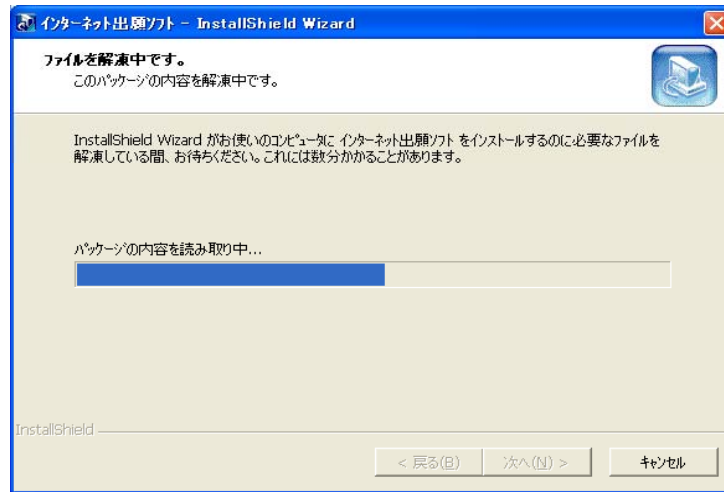 インターネット出願ソフト - InstallShield Wizard
ファイルを解凍中です。
このパッケージの内容を解凍中です。
InstallShield Wizard がお使いのコンピュータに インターネット出願ソフト をインストールするのに必要なファイルを
解凍している間、お待ちください。これには数分かかることがあります。
パッケージの内容を読み取り中...
InstallShield
< 戻る(B) 次へ(N) > キャンセル